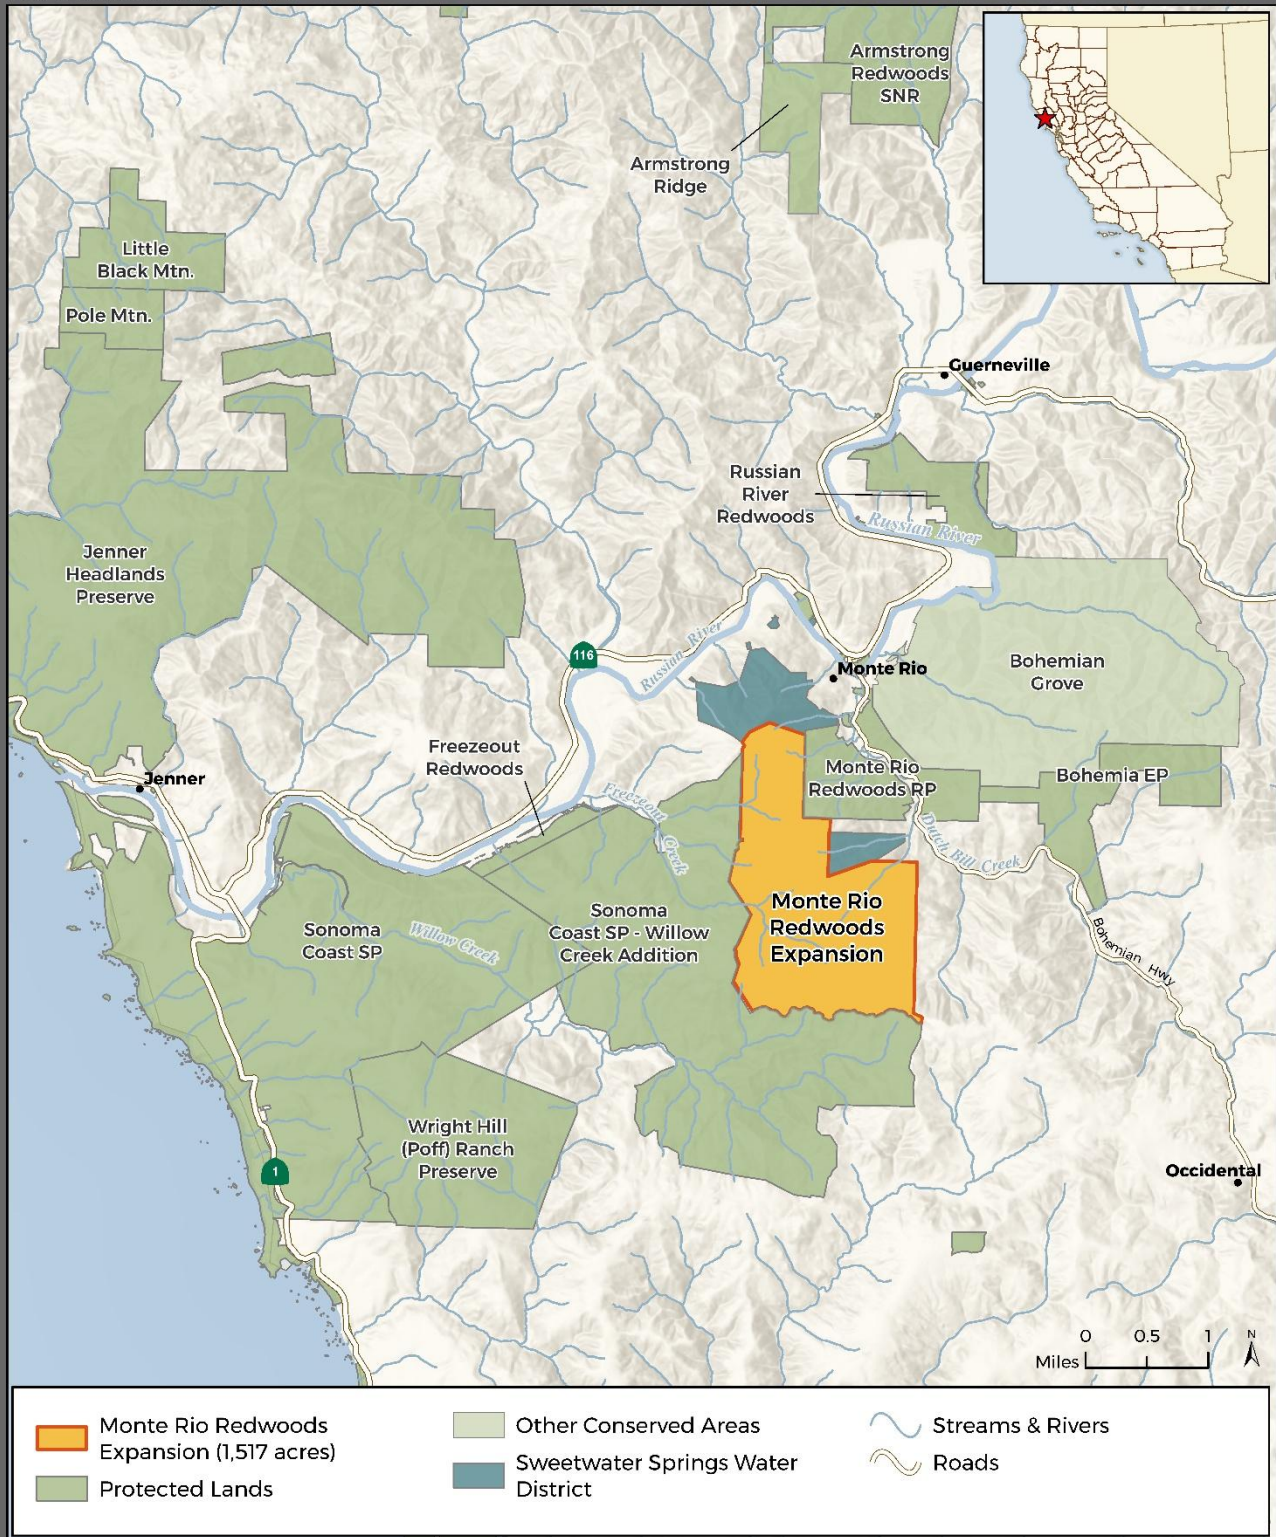 Armstrong
Redwoods
SNR
Armstrong
Ridge
Little
Black Mtn.
Pole Mtn.
Guerneville
Russian
River
Redwoods
Russian River
Jenner
Headlands
Preserve
116
Russian River
Monte Rio
Bohemian
Grove
Freezeout
Redwoods
Jenner
Monte Rio
Redwoods RP
Bohemia EP
Freezeout
Creek
Dutch Bill Creek
Monte Rio
Redwoods
Expansion
Sonoma
Coast SP - Willow
Creek Addition
Sonoma
Coast SP
Willow Creek
Bohemian Hwy
Wright Hill
(Poff) Ranch
Preserve
1
Occidental
0 0.5 1
Miles
N
Monte Rio Redwoods
Expansion (1,517 acres)
Protected Lands
Other Conserved Areas
Sweetwater Springs Water
District
Streams & Rivers
Roads